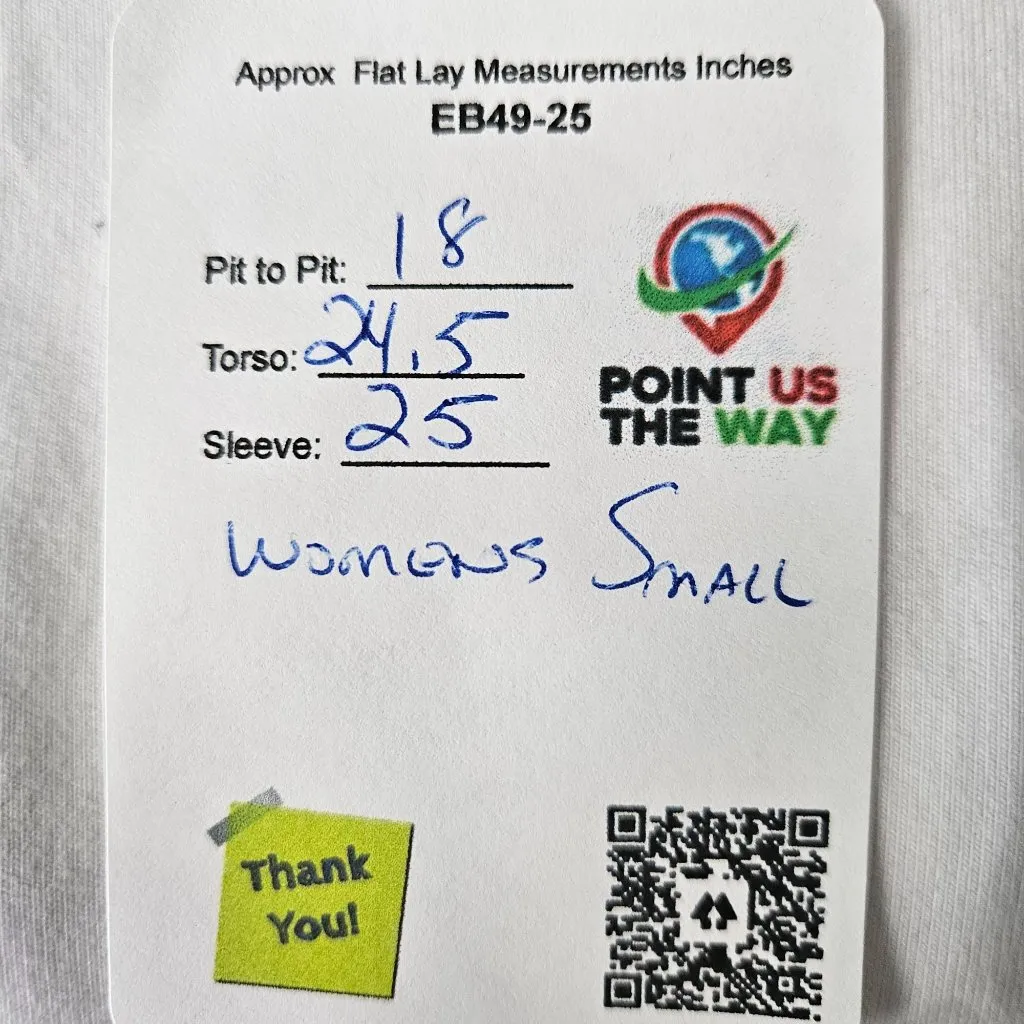 Approx Flat Lay Measurements Inches
EB49-25
Pit to Pit: 18
Torso: 24.5
Sleeve: 25
POINT US
THE WAY
WOMENS SMALL
Thank
You!